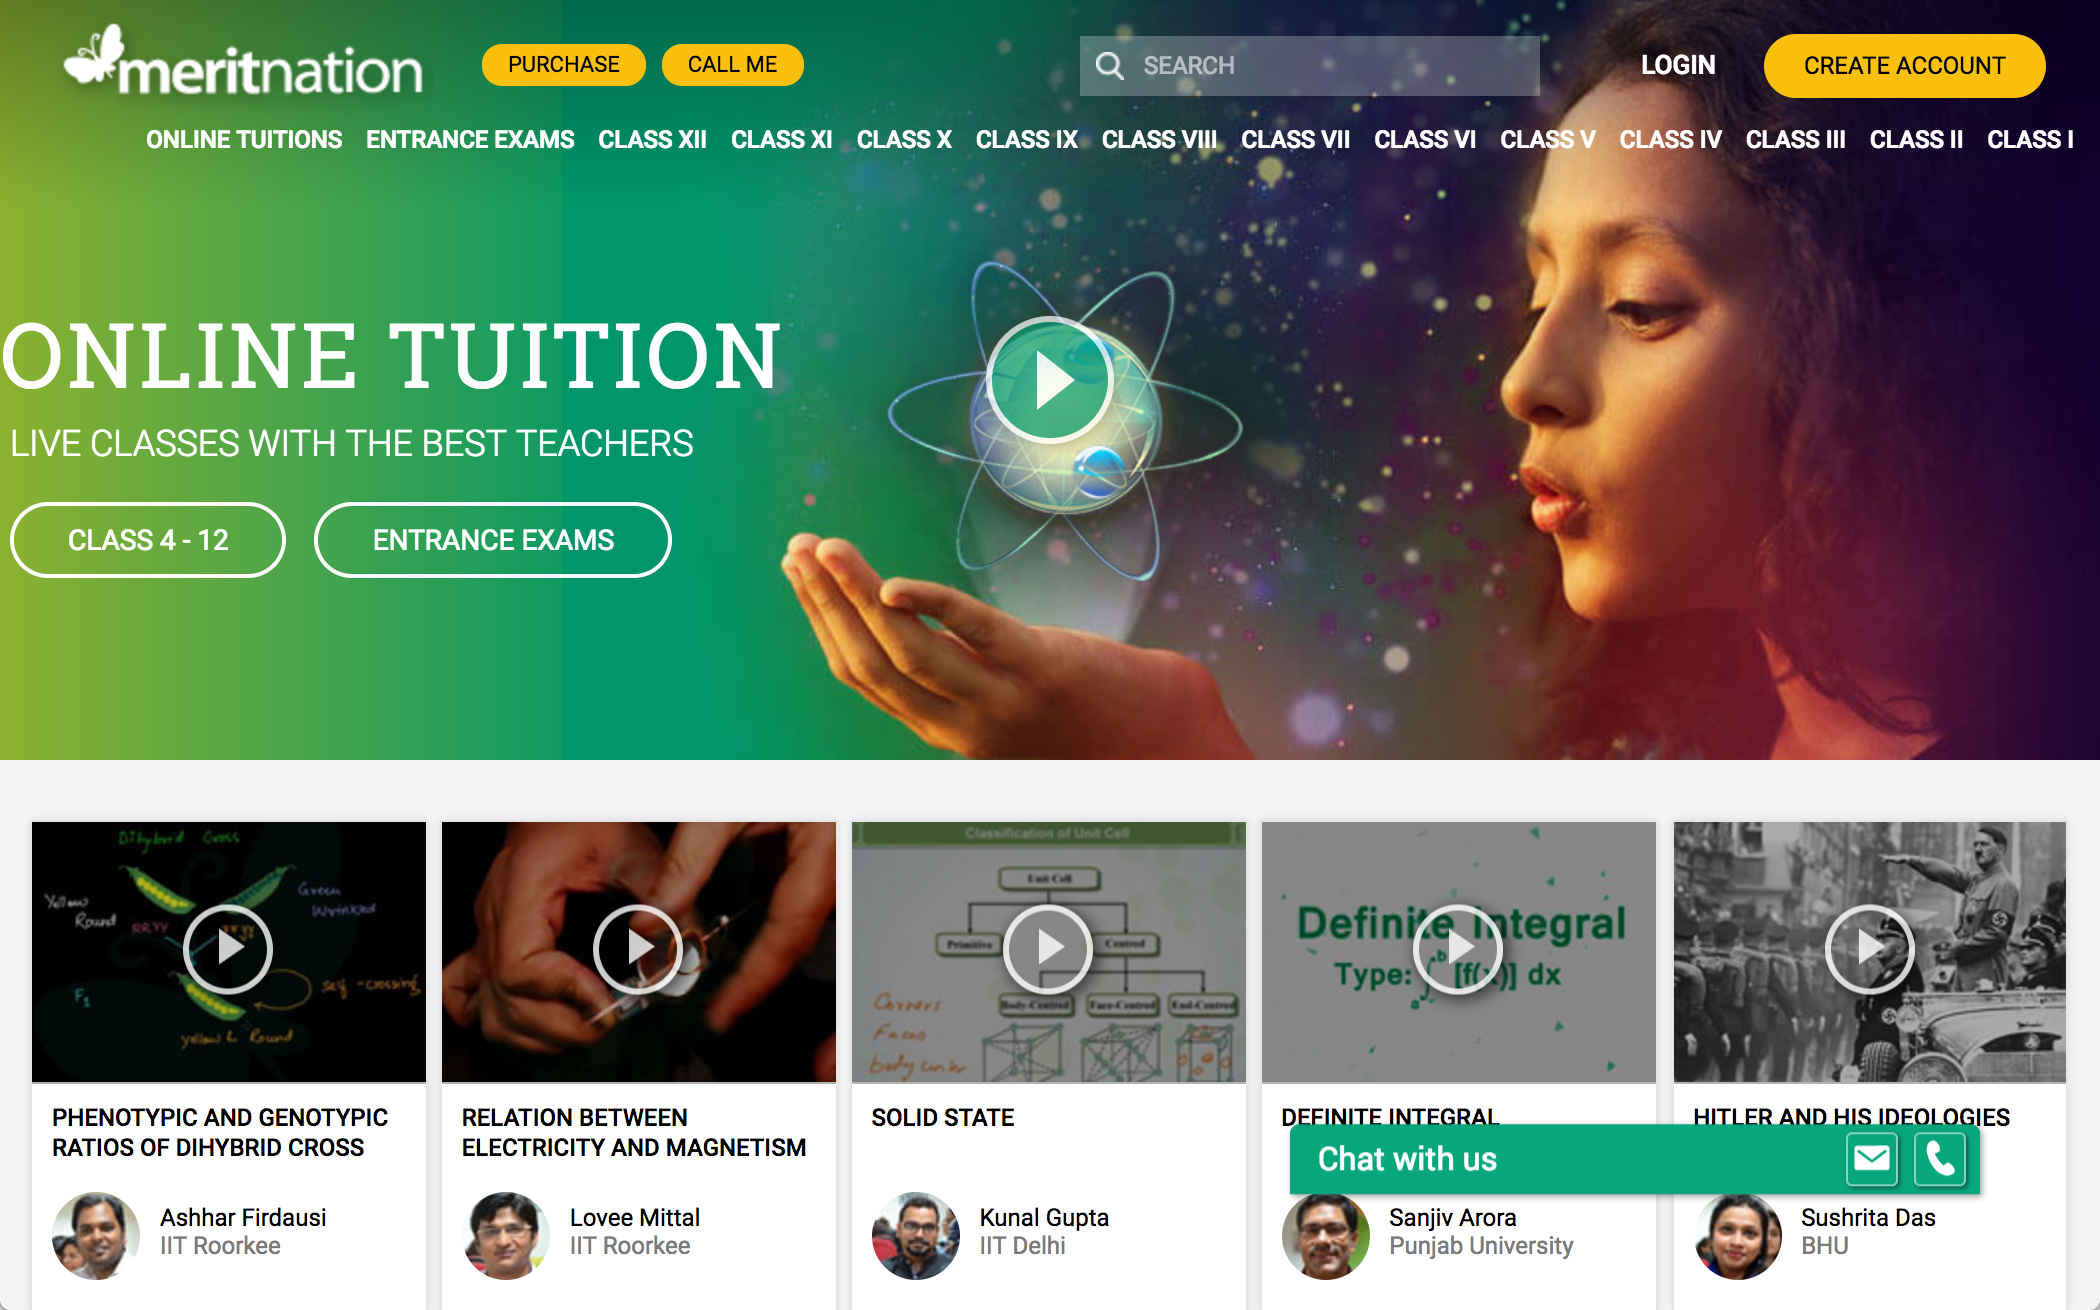 meritnation
PURCHASE
CALL ME
SEARCH
LOGIN
CREATE ACCOUNT
ONLINE TUITIONS ENTRANCE EXAMS CLASS XII CLASS XI CLASS X CLASS IX CLASS VIII CLASS VII CLASS VI CLASS V CLASS IV CLASS III CLASS II CLASS I
ONLINE TUITION
LIVE CLASSES WITH THE BEST TEACHERS
CLASS 4 - 12
ENTRANCE EXAMS
Dihybrid Cross
Yellow
Round
Green
Wrinkled
RRYY
F1
self-crossing
yellow & Round
PHENOTYPIC AND GENOTYPIC
RATIOS OF DIHYBRID CROSS
Ashhar Firdausi
IIT Roorkee
RELATION BETWEEN
ELECTRICITY AND MAGNETISM
Lovee Mittal
IIT Roorkee
Classification of Unit Cell
Unit Cell
Primitive
Centred
Body-Centred
Face-Centred
End-Centred
Corners
Faces
SOLID STATE
Kunal Gupta
IIT Delhi
Definite Integral
Type: ∫ab [f(x)] dx
DEFINITE INTEGRAL
Sanjiv Arora
Punjab University
HITLER AND HIS IDEOLOGIES
Sushrita Das
BHU
Chat with us